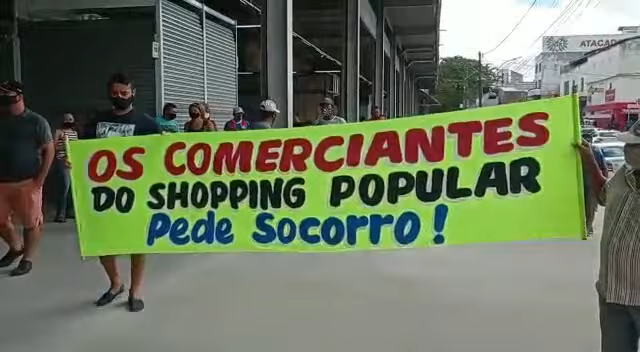 ATACAD
OS COMERCIANTES
DO SHOPPING POPULAR
Pede Socorro!